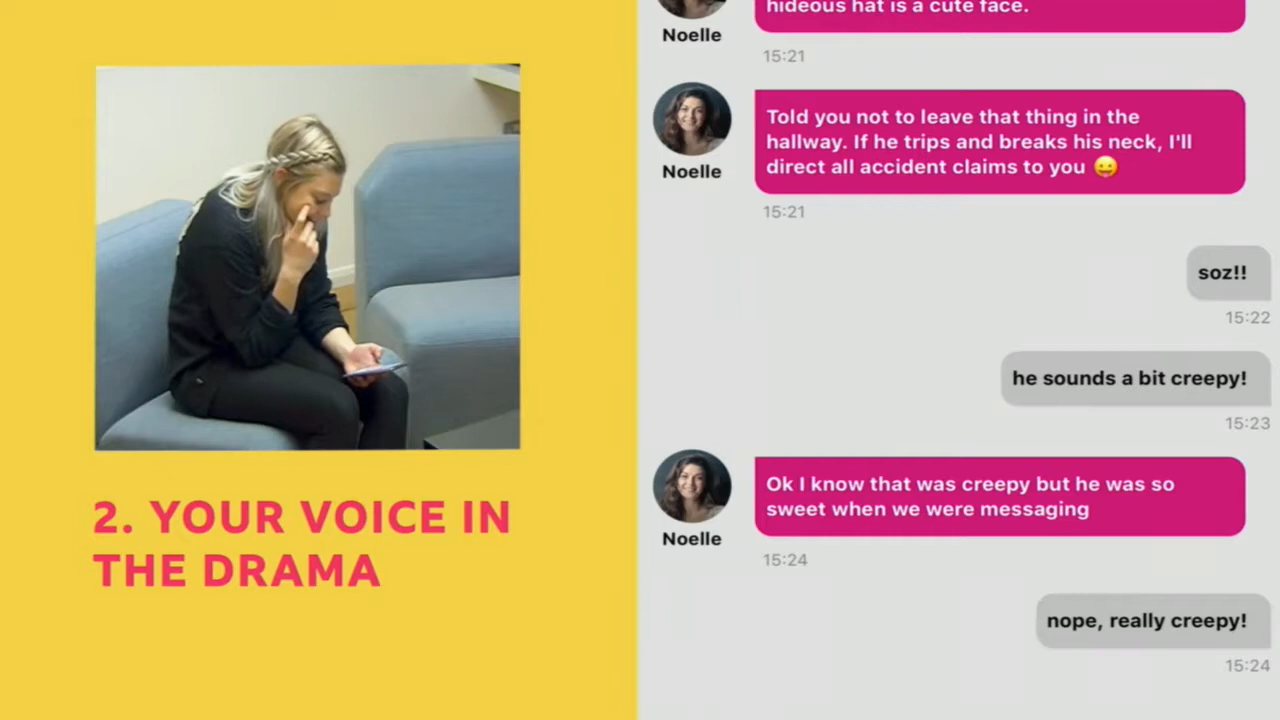 2. YOUR VOICE IN
THE DRAMA
hideous hat is a cute face.
Noelle
15:21
Told you not to leave that thing in the
hallway. If he trips and breaks his neck, I'll
direct all accident claims to you 😛
Noelle
15:21
soz!!
15:22
he sounds a bit creepy!
15:23
Ok I know that was creepy but he was so
sweet when we were messaging
Noelle
15:24
nope, really creepy!
15:24